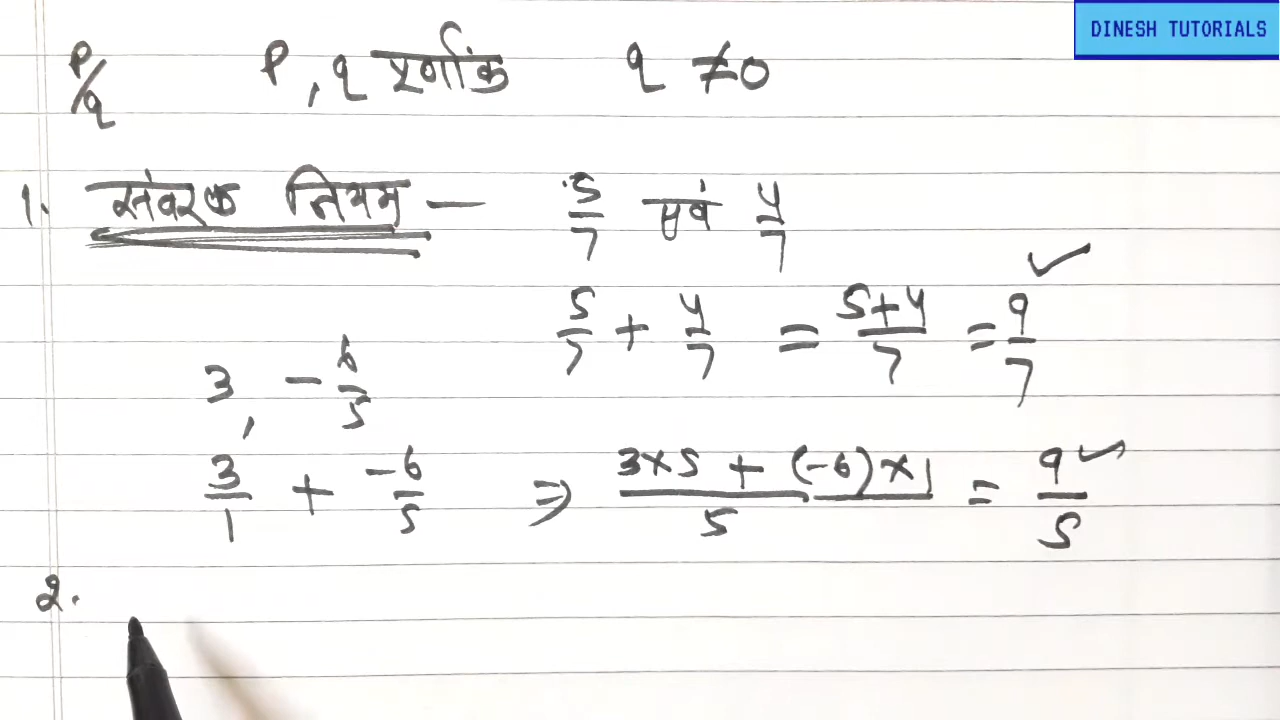 DINESH TUTORIALS
P/q P, q पूर्णांक q ≠0
1. संवरक नियम — 5/7 एवं 4/7
5/7 + 4/7 = 5+4/7 = 9/7 ✓
3, - 6/5
3/1 + -6/5 ⇒ 3×5 + (-6)×1/5 = 9/5 ✓
2.